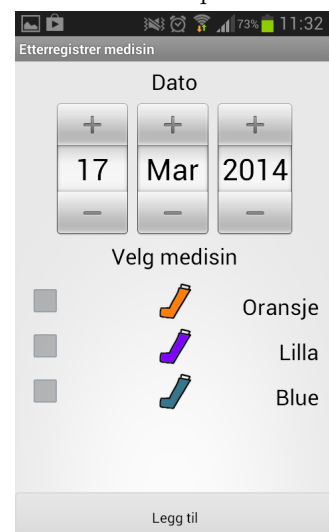 73% 11:32
Etterregistrer medisin
Dato
+ + +
17 Mar 2014
− − −
Velg medisin
Oransje
Lilla
Blue
Legg til